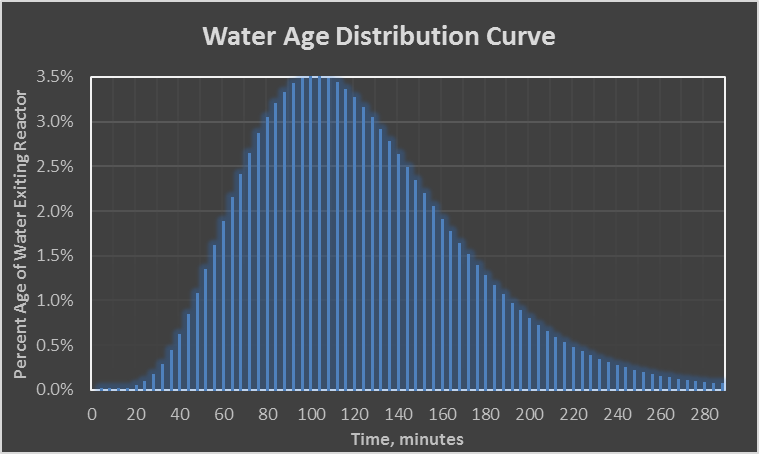 Water Age Distribution Curve
Percent Age of Water Exiting Reactor
3.5%
3.0%
2.5%
2.0%
1.5%
1.0%
0.5%
0.0%
0 20 40 60 80 100 120 140 160 180 200 220 240 260 280
Time, minutes